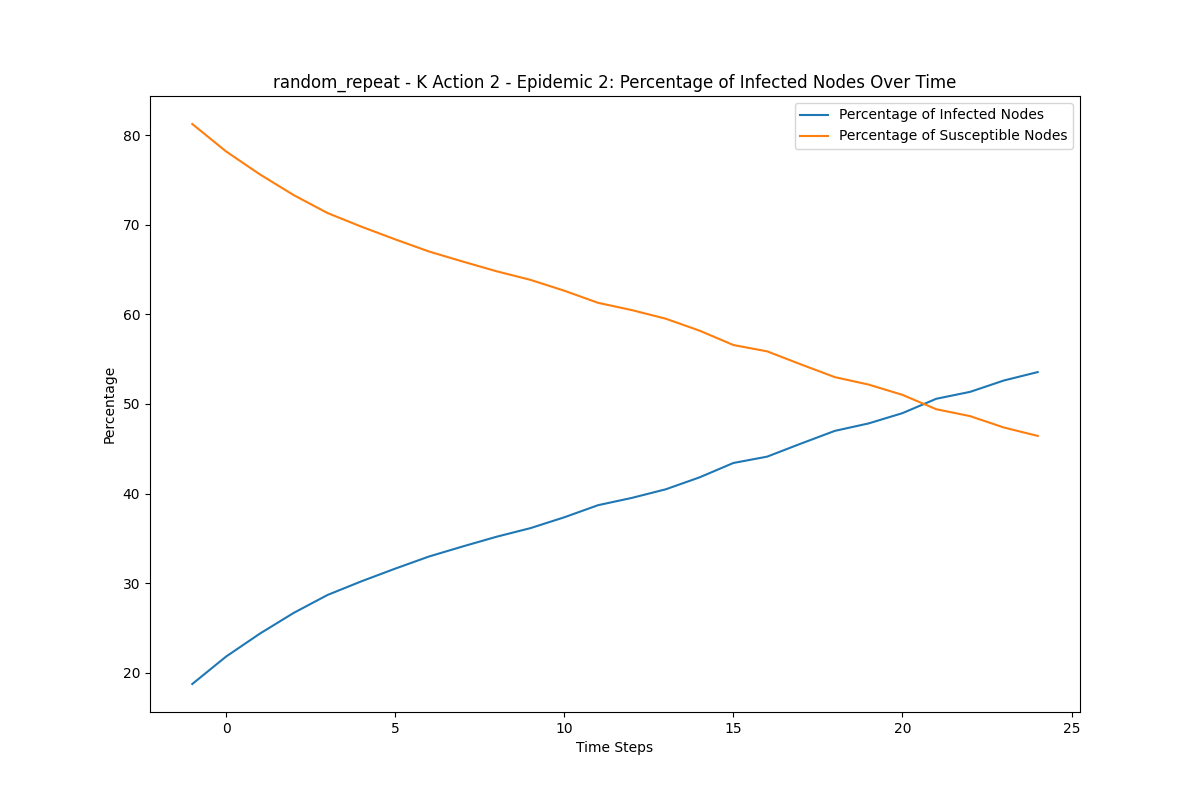 random_repeat - K Action 2 - Epidemic 2: Percentage of Infected Nodes Over Time
Percentage of Infected Nodes
Percentage of Susceptible Nodes
Percentage
80
70
60
50
40
30
20
0 5 10 15 20 25
Time Steps